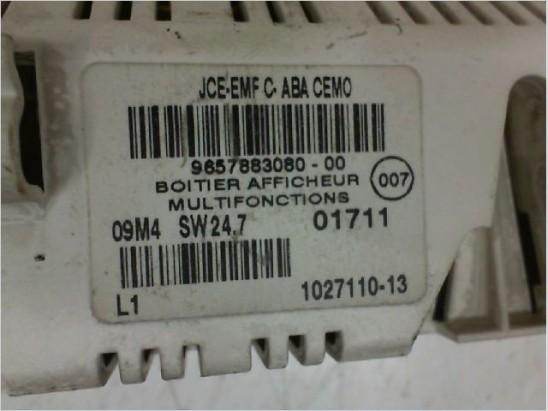 JCE-EMF C- ABA CEMO
9657883080-00
BOITIER AFFICHEUR
MULTIFONCTIONS
007
09M4 SW24.7 01711
L1 1027110-13